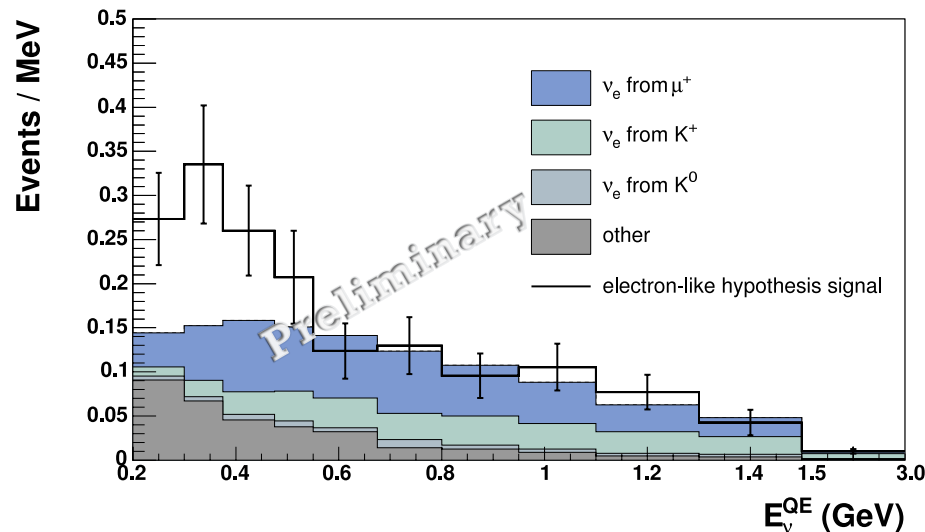 Events / MeV
0.5
0.45
0.4
0.35
0.3
0.25
0.2
0.15
0.1
0.05
0
νe from μ+
νe from K+
νe from K0
other
electron-like hypothesis signal
Preliminary
0.2 0.4 0.6 0.8 1 1.2 1.4 1.5 3.0
EνQE (GeV)